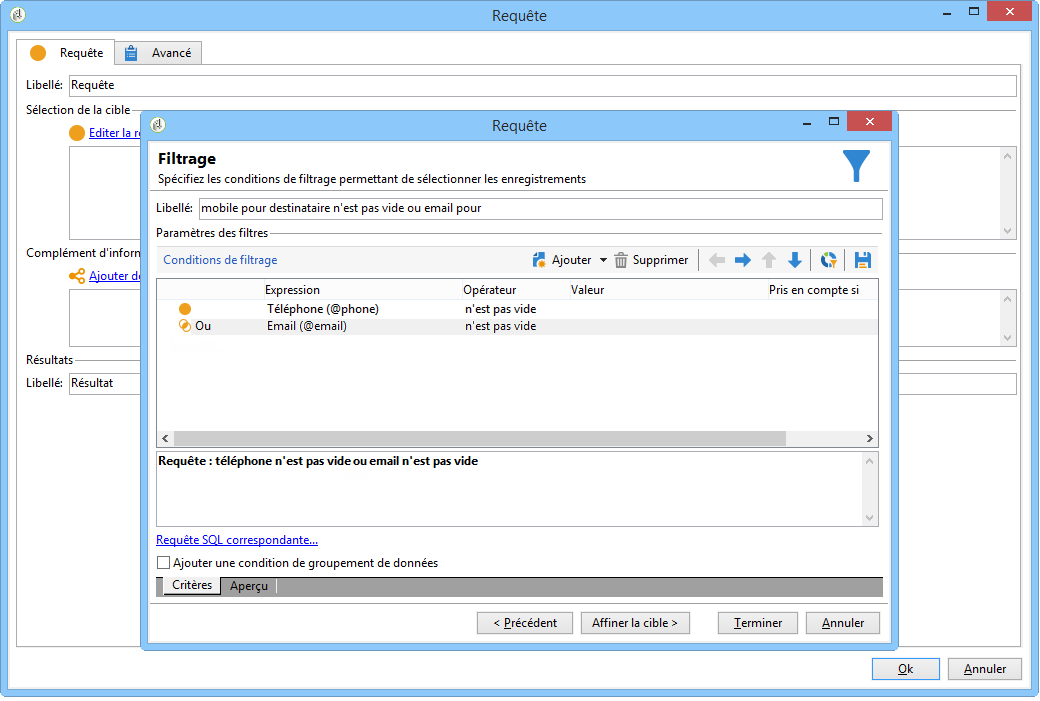 Requête
Requête
Avancé
Libellé:
Requête
Sélection de la cible
Editer la
Complément d'inform
Ajouter
Résultats
Libellé:
Résultat
Ok
Annuler
Requête
Filtrage
Spécifiez les conditions de filtrage permettant de sélectionner les enregistrements
Libellé:
mobile pour destinataire n'est pas vide ou email pour
Paramètres des filtres
Conditions de filtrage
Ajouter
Supprimer
Expression Opérateur Valeur Pris en compte si
Téléphone (@phone) n'est pas vide
Ou Email (@email) n'est pas vide
Requête : téléphone n'est pas vide ou email n'est pas vide
Requête SQL correspondante...
Ajouter une condition de groupement de données
Critères
Aperçu
< Précédent
Affiner la cible >
Terminer
Annuler